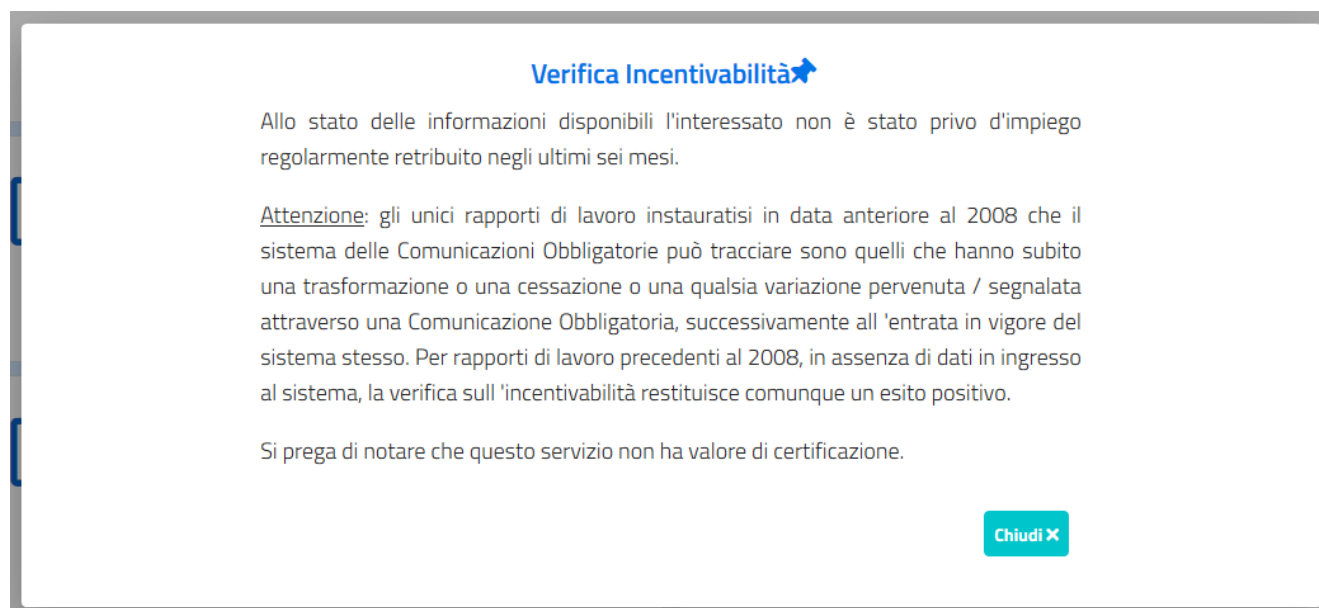 Verifica Incentivabilità
Allo stato delle informazioni disponibili l'interessato non è stato privo d'impiego
regolarmente retribuito negli ultimi sei mesi.
Attenzione: gli unici rapporti di lavoro instauratisi in data anteriore al 2008 che il
sistema delle Comunicazioni Obbligatorie può tracciare sono quelli che hanno subito
una trasformazione o una cessazione o una qualsia variazione pervenuta / segnalata
attraverso una Comunicazione Obbligatoria, successivamente all 'entrata in vigore del
sistema stesso. Per rapporti di lavoro precedenti al 2008, in assenza di dati in ingresso
al sistema, la verifica sull 'incentivabilità restituisce comunque un esito positivo.
Si prega di notare che questo servizio non ha valore di certificazione.
Chiudi ×